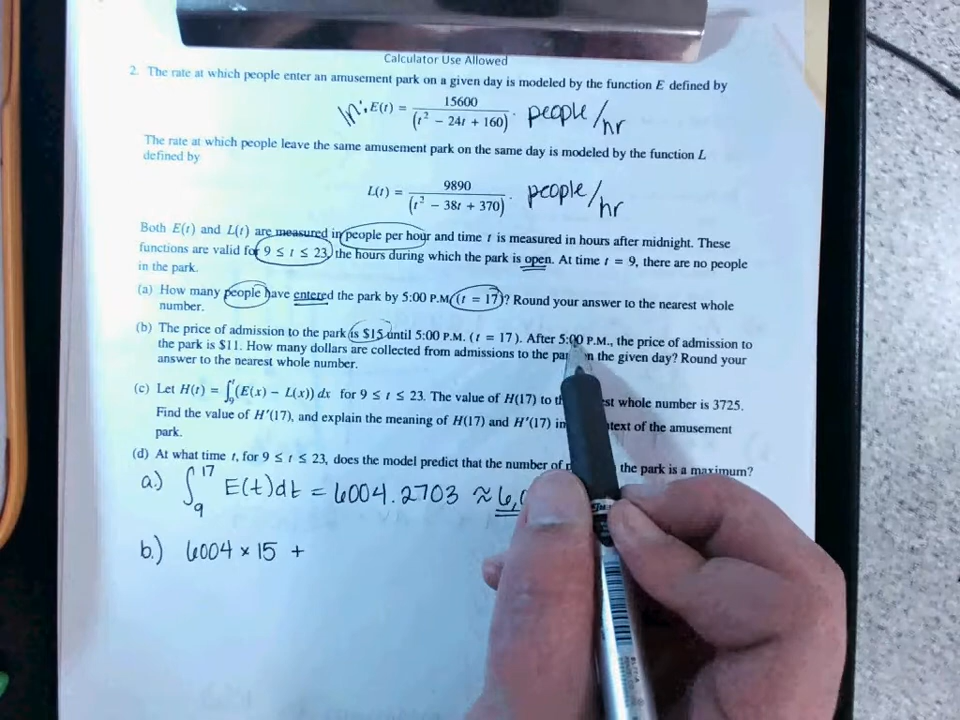 Calculator Use Allowed
2. The rate at which people enter an amusement park on a given day is modeled by the function E defined by
In: E(t) = 15600 / (t² − 24t + 160) . people/hr
The rate at which people leave the same amusement park on the same day is modeled by the function L
defined by
L(t) = 9890 / (t² − 38t + 370) . people/hr
Both E(t) and L(t) are measured in people per hour and time t is measured in hours after midnight. These
functions are valid for 9 ≤ t ≤ 23, the hours during which the park is open. At time t = 9, there are no people
in the park.
(a) How many people have entered the park by 5:00 P.M. (t = 17)? Round your answer to the nearest whole
number.
(b) The price of admission to the park is $15 until 5:00 P.M. (t = 17). After 5:00 P.M., the price of admission to
the park is $11. How many dollars are collected from admissions to the on the given day? Round your
answer to the nearest whole number.
(c) Let H(t) = ∫₉ᵗ (E(x) − L(x)) dx for 9 ≤ t ≤ 23. The value of H(17) to whole number is 3725.
Find the value of H′(17), and explain the meaning of H(17) and H′(17) in of the amusement
park.
(d) At what time t, for 9 ≤ t ≤ 23, does the model predict that the number of the park is a maximum?
a.) ∫₉¹⁷ E(t)dt = 6004.2703 ≈
b.) 6004 × 15 +